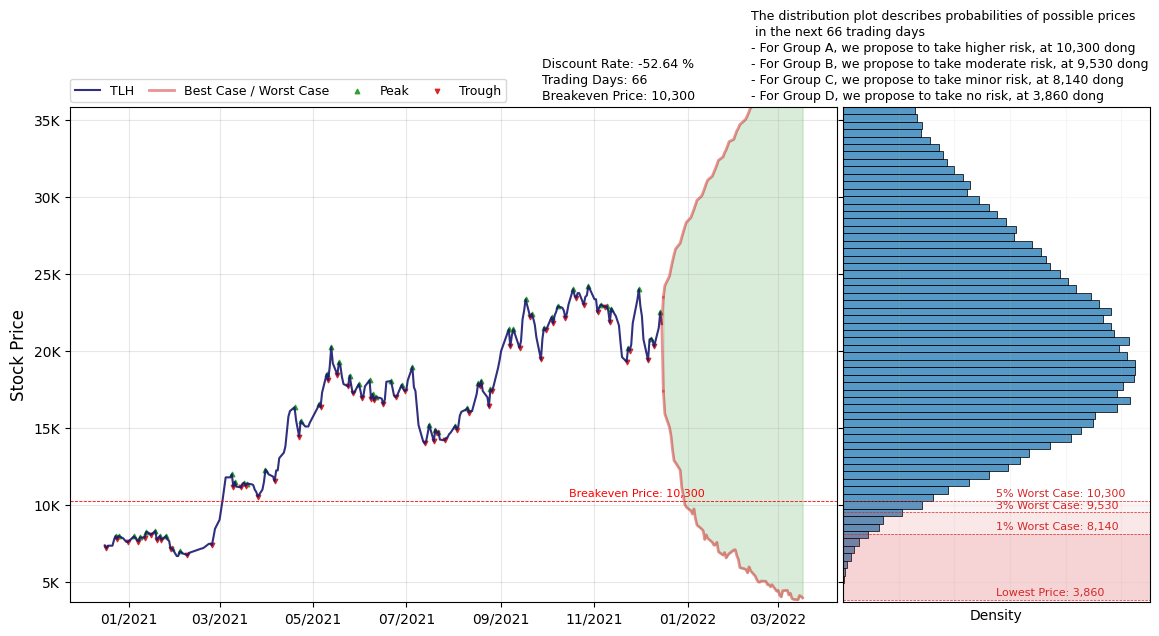 The distribution plot describes probabilities of possible prices
in the next 66 trading days
- For Group A, we propose to take higher risk, at 10,300 dong
- For Group B, we propose to take moderate risk, at 9,530 dong
- For Group C, we propose to take minor risk, at 8,140 dong
- For Group D, we propose to take no risk, at 3,860 dong
Discount Rate: -52.64 %
Trading Days: 66
Breakeven Price: 10,300
TLH
Best Case / Worst Case
Peak
Trough
Stock Price
35K
30K
25K
20K
15K
10K
5K
Breakeven Price: 10,300
01/2021
03/2021
05/2021
07/2021
09/2021
11/2021
01/2022
03/2022
5% Worst Case: 10,300
3% Worst Case: 9,530
1% Worst Case: 8,140
Lowest Price: 3,860
Density